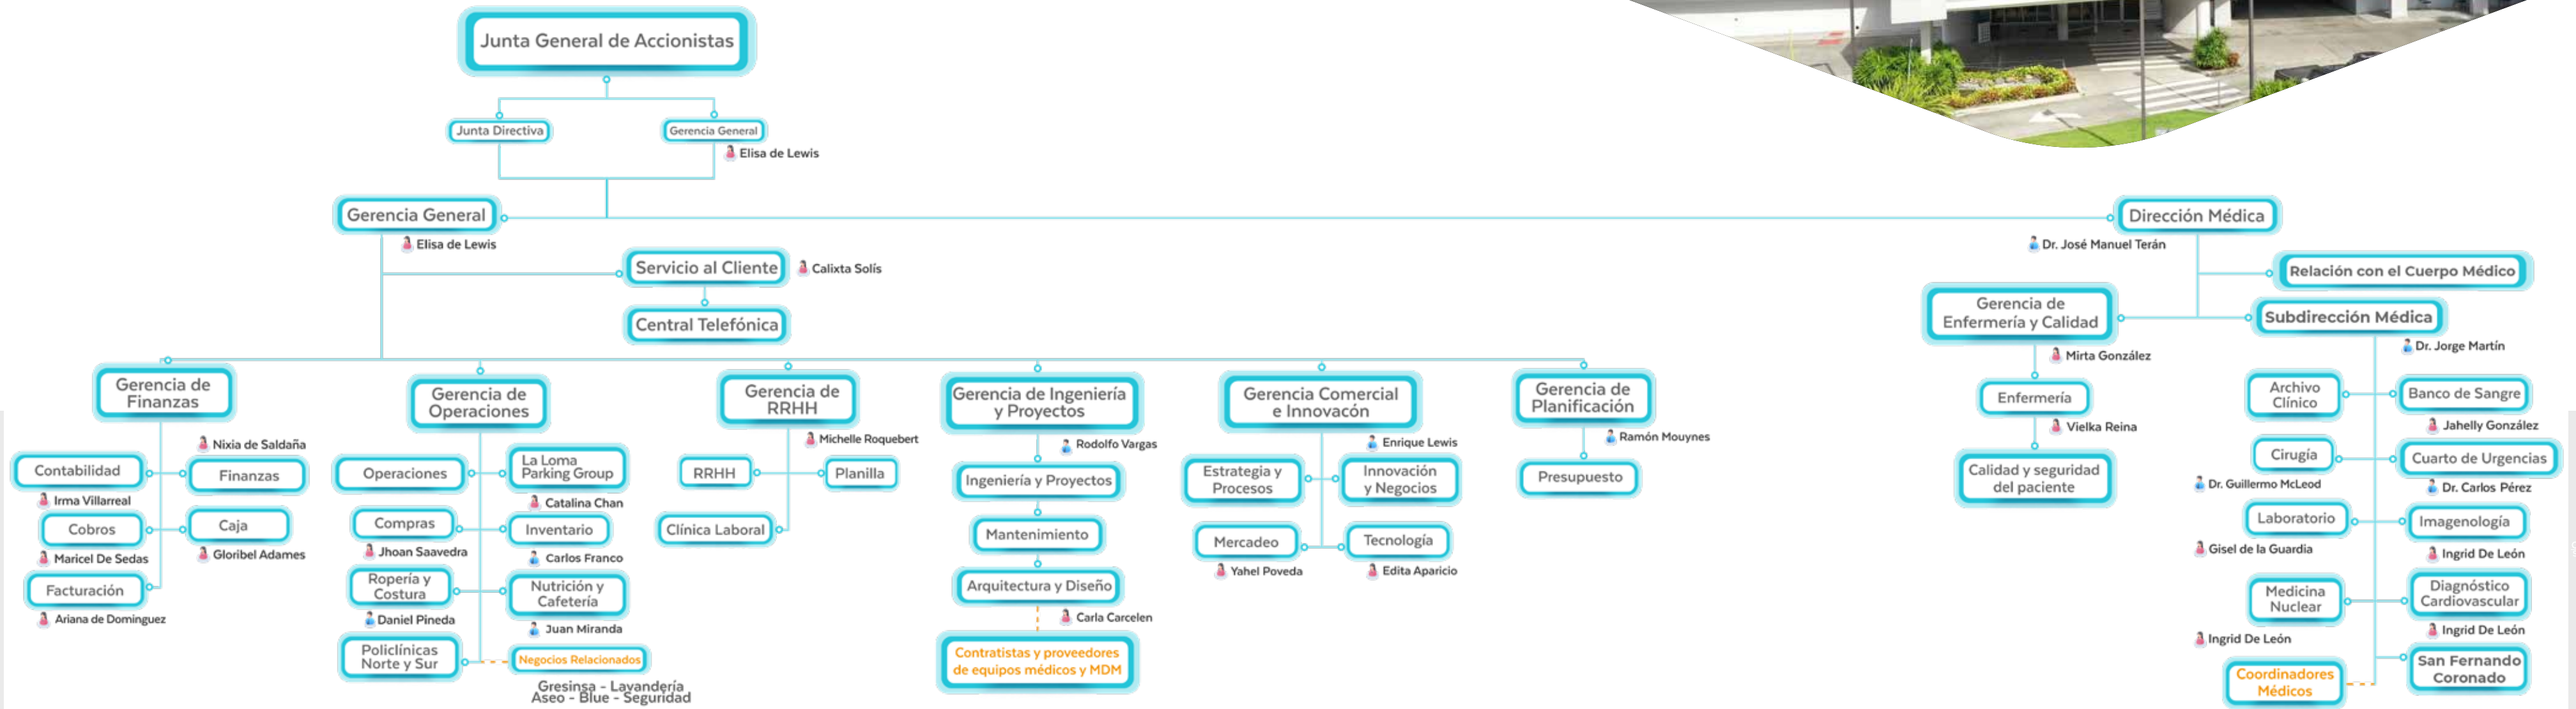 Junta General de Accionistas
Junta Directiva
Gerencia General
Elisa de Lewis
Gerencia General
Elisa de Lewis
Servicio al Cliente
Calixta Solís
Central Telefónica
Dirección Médica
Dr. José Manuel Terán
Relación con el Cuerpo Médico
Gerencia de
Enfermería y Calidad
Mirta González
Subdirección Médica
Dr. Jorge Martín
Gerencia de
Finanzas
Nixia de Saldaña
Contabilidad
Irma Villarreal
Finanzas
Cobros
Maricel De Sedas
Caja
Gloribel Adames
Facturación
Ariana de Dominguez
Gerencia de
Operaciones
Operaciones
La Loma
Parking Group
Catalina Chan
Compras
Jhoan Saavedra
Inventario
Carlos Franco
Ropería y
Costura
Daniel Pineda
Nutrición y
Cafetería
Juan Miranda
Policlínicas
Norte y Sur
Negocios Relacionados
Gresinsa - Lavandería
Aseo - Blue - Seguridad
Gerencia de
RRHH
Michelle Roquebert
RRHH
Planilla
Clínica Laboral
Gerencia de Ingeniería
y Proyectos
Rodolfo Vargas
Ingeniería y Proyectos
Mantenimiento
Arquitectura y Diseño
Carla Carcelen
Contratistas y proveedores
de equipos médicos y MDM
Gerencia Comercial
e Innovacón
Enrique Lewis
Estrategia y
Procesos
Innovación
y Negocios
Mercadeo
Yahel Poveda
Tecnología
Edita Aparicio
Gerencia de
Planificación
Ramón Mouynes
Presupuesto
Enfermería
Vielka Reina
Calidad y seguridad
del paciente
Archivo
Clínico
Banco de Sangre
Jahelly González
Cirugía
Dr. Guillermo McLeod
Cuarto de Urgencias
Dr. Carlos Pérez
Laboratorio
Gisel de la Guardia
Imagenología
Ingrid De León
Medicina
Nuclear
Ingrid De León
Diagnóstico
Cardiovascular
Ingrid De León
San Fernando
Coronado
Coordinadores
Médicos